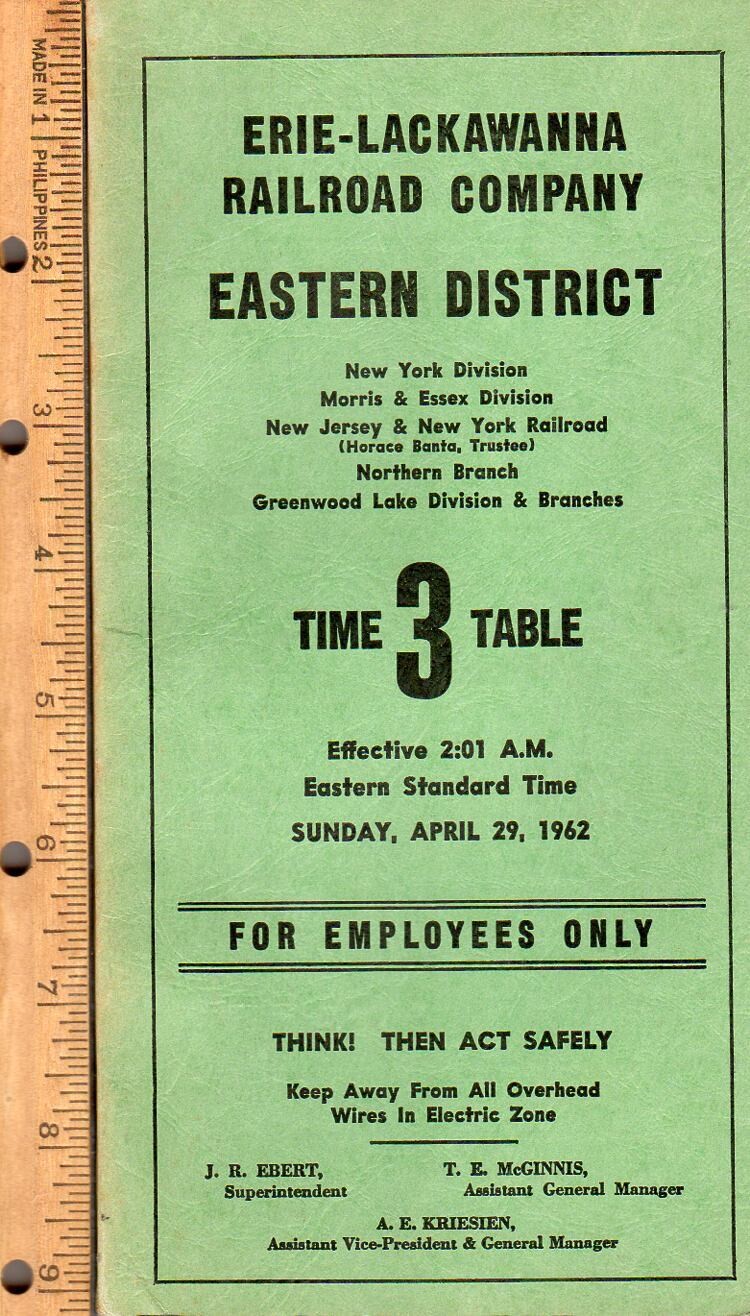 MADE IN PHILIPPINES
1
2
3
4
5
6
7
8
9
ERIE-LACKAWANNA
RAILROAD COMPANY
EASTERN DISTRICT
New York Division
Morris & Essex Division
New Jersey & New York Railroad
(Horace Banta, Trustee)
Northern Branch
Greenwood Lake Division & Branches
TIME 3 TABLE
Effective 2:01 A.M.
Eastern Standard Time
SUNDAY, APRIL 29, 1962
FOR EMPLOYEES ONLY
THINK! THEN ACT SAFELY
Keep Away From All Overhead
Wires In Electric Zone
J. R. EBERT,
Superintendent
T. E. McGINNIS,
Assistant General Manager
A. E. KRIESIEN,
Assistant Vice-President & General Manager